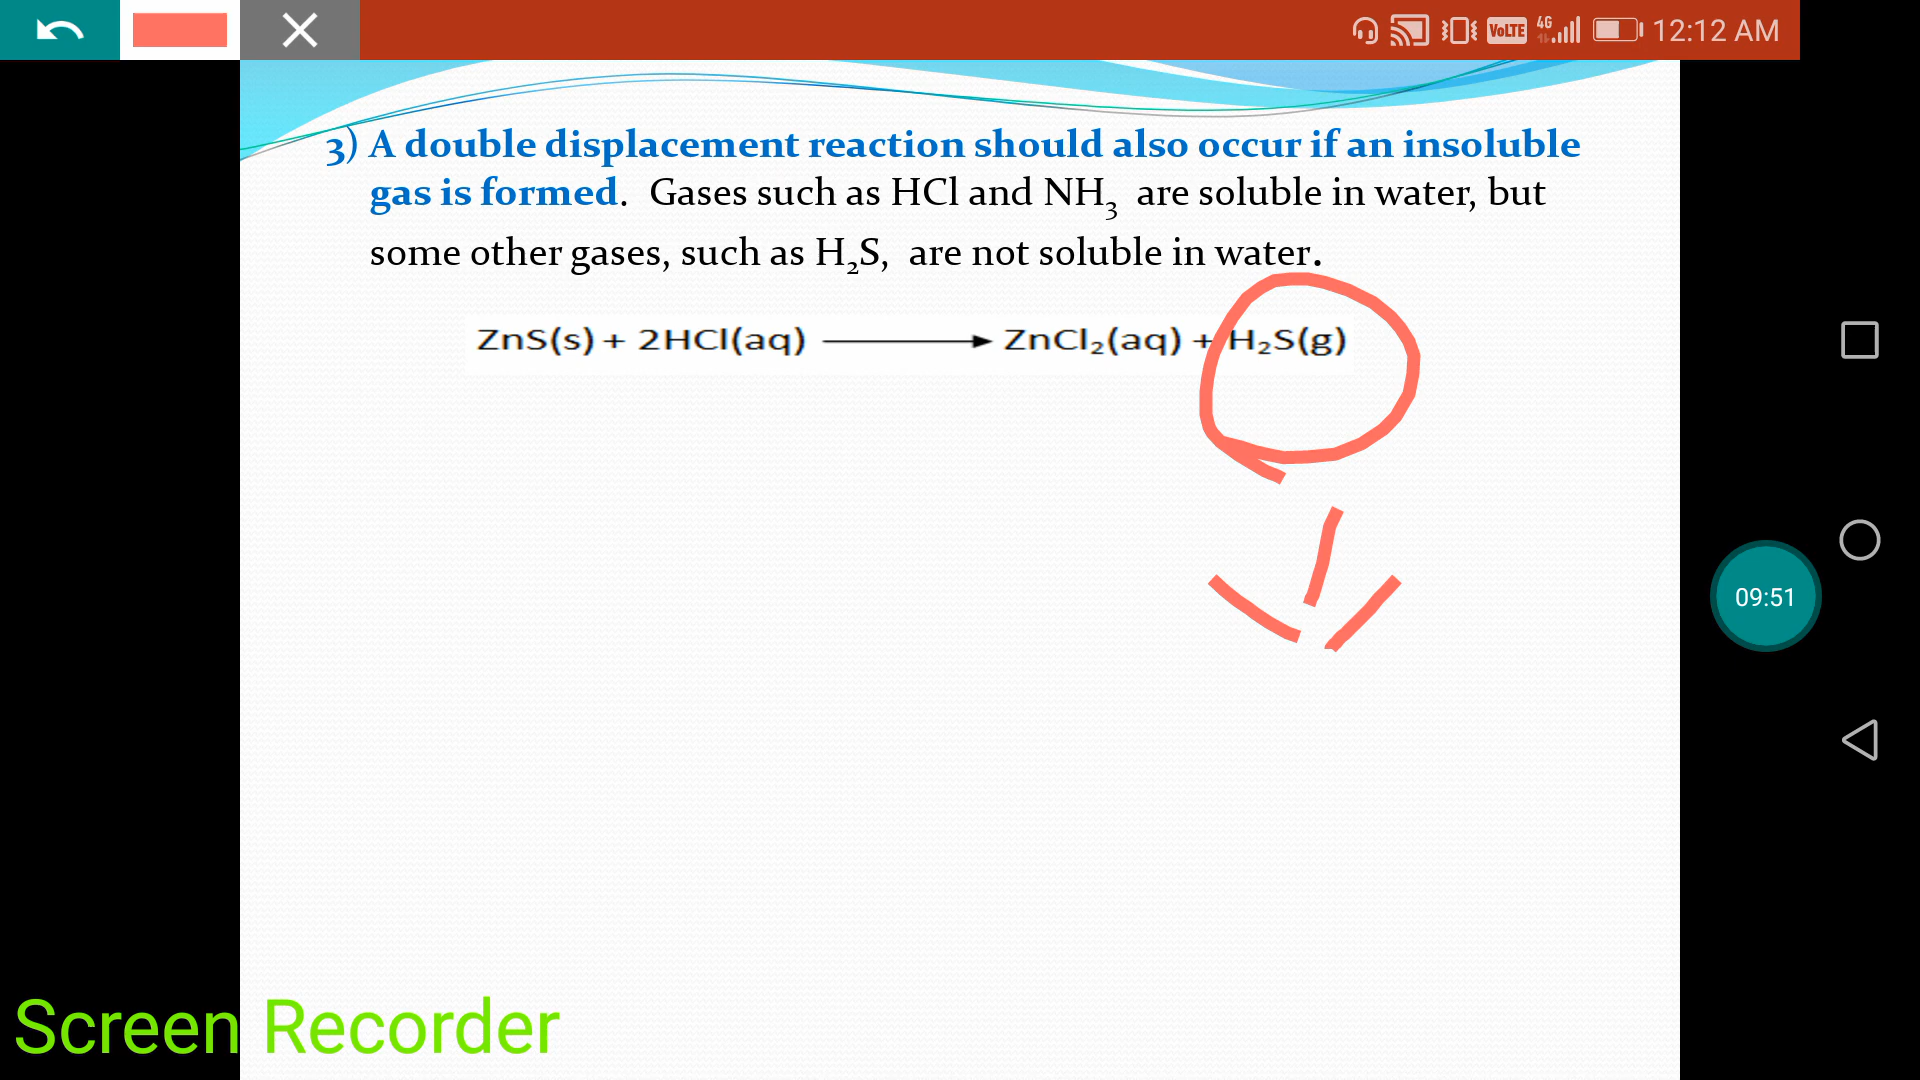 VoLTE 4G 12:12 AM
3) A double displacement reaction should also occur if an insoluble
gas is formed. Gases such as HCl and NH₃ are soluble in water, but
some other gases, such as H₂S, are not soluble in water.
ZnS(s) + 2HCl(aq) ⟶ ZnCl₂(aq) + H₂S(g)
09:51
Screen Recorder